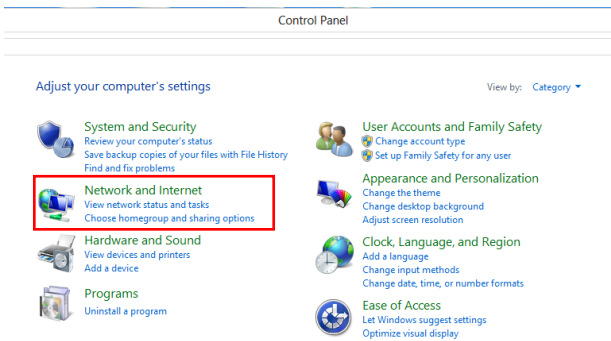 Control Panel
Adjust your computer's settings
View by: Category
System and Security
Review your computer's status
Save backup copies of your files with File History
Find and fix problems
Network and Internet
View network status and tasks
Choose homegroup and sharing options
Hardware and Sound
View devices and printers
Add a device
Programs
Uninstall a program
User Accounts and Family Safety
Change account type
Set up Family Safety for any user
Appearance and Personalization
Change the theme
Change desktop background
Adjust screen resolution
Clock, Language, and Region
Add a language
Change input methods
Change date, time, or number formats
Ease of Access
Let Windows suggest settings
Optimize visual display